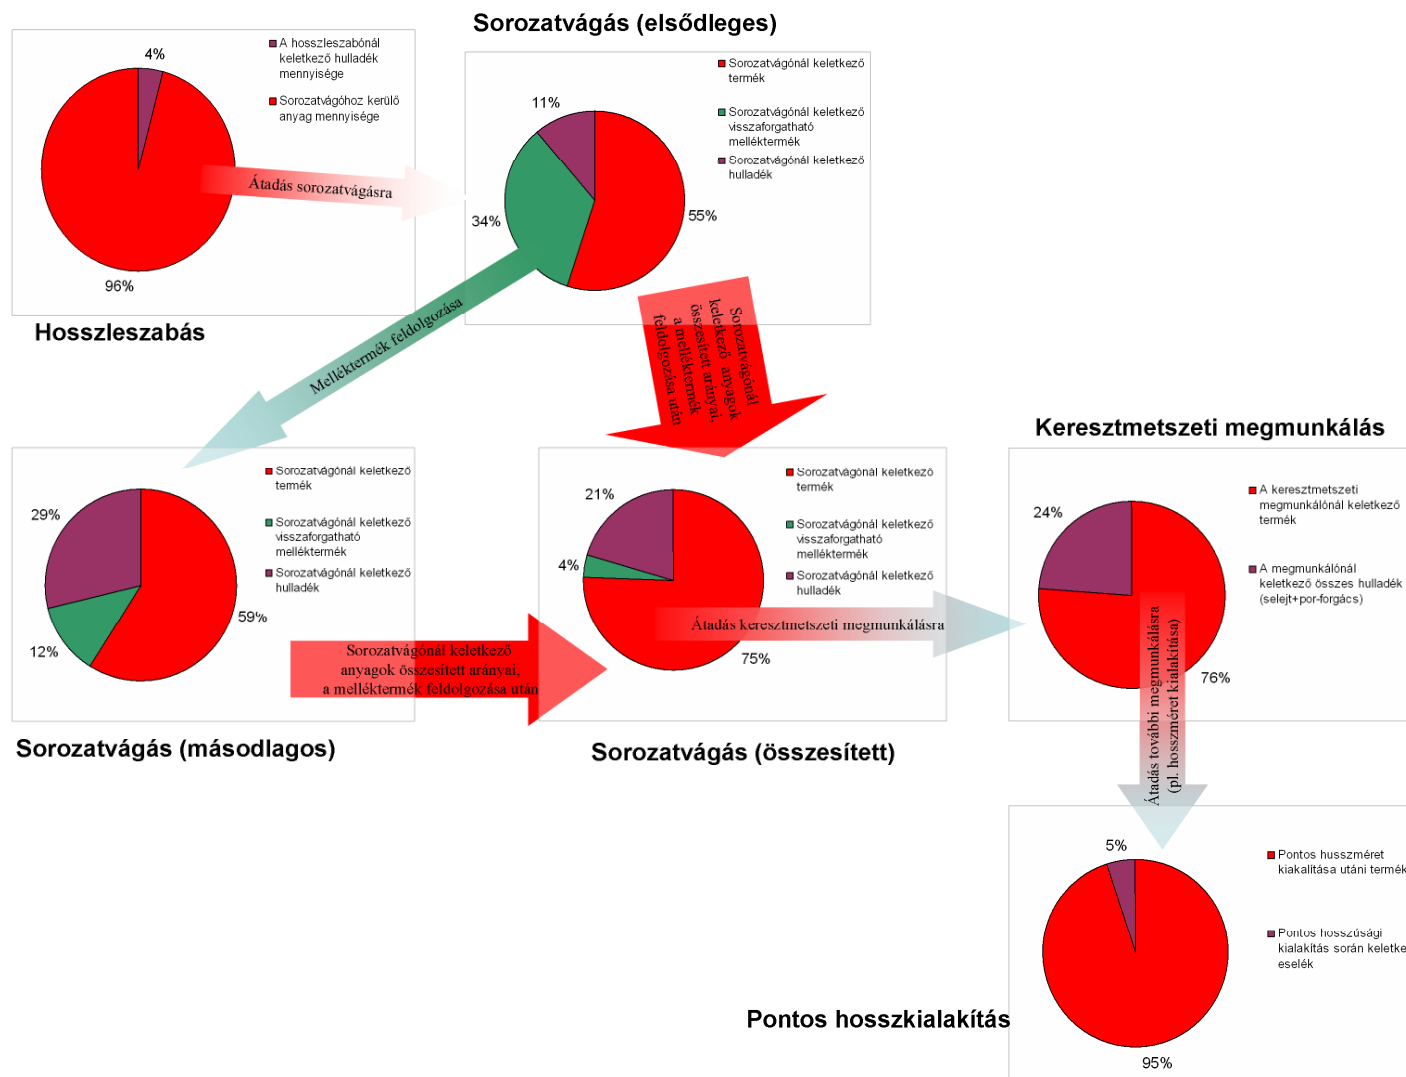 Sorozatvágás (elsődleges)
4%
A hosszleszabónál
keletkező hulladék
mennyisége
Sorozatvágóhoz kerülő
anyag mennyisége
96%
Hosszleszabás
Átadás sorozatvágásra
11%
34%
55%
Sorozatvágónál keletkező
termék
Sorozatvágónál keletkező
visszaforgatható
melléktermék
Sorozatvágónál keletkező
hulladék
Melléktermék feldolgozása
Sorozatvágónál
keletkező anyagok
összesített arányai,
a melléktermék
feldolgozása után
29%
12%
59%
Sorozatvágónál keletkező
termék
Sorozatvágónál keletkező
visszaforgatható
melléktermék
Sorozatvágónál keletkező
hulladék
Sorozatvágás (másodlagos)
Sorozatvágónál keletkező
anyagok összesített arányai,
a melléktermék feldolgozása után
21%
4%
75%
Sorozatvágónál keletkező
termék
Sorozatvágónál keletkező
visszaforgatható
melléktermék
Sorozatvágónál keletkező
hulladék
Sorozatvágás (összesített)
Átadás keresztmetszeti megmunkálásra
Keresztmetszeti megmunkálás
24%
76%
A keresztmetszeti
megmunkálónál keletkező
termék
A megmunkálónál
keletkező összes hulladék
(selejt+por-forgács)
Átadás további megmunkálásra
(pl. hosszméret kialakítása)
5%
95%
Pontos husszméret
kiakalítása utáni termék
Pontos hosszúsági
kialakítás során keletke
eselék
Pontos hosszkialakítás